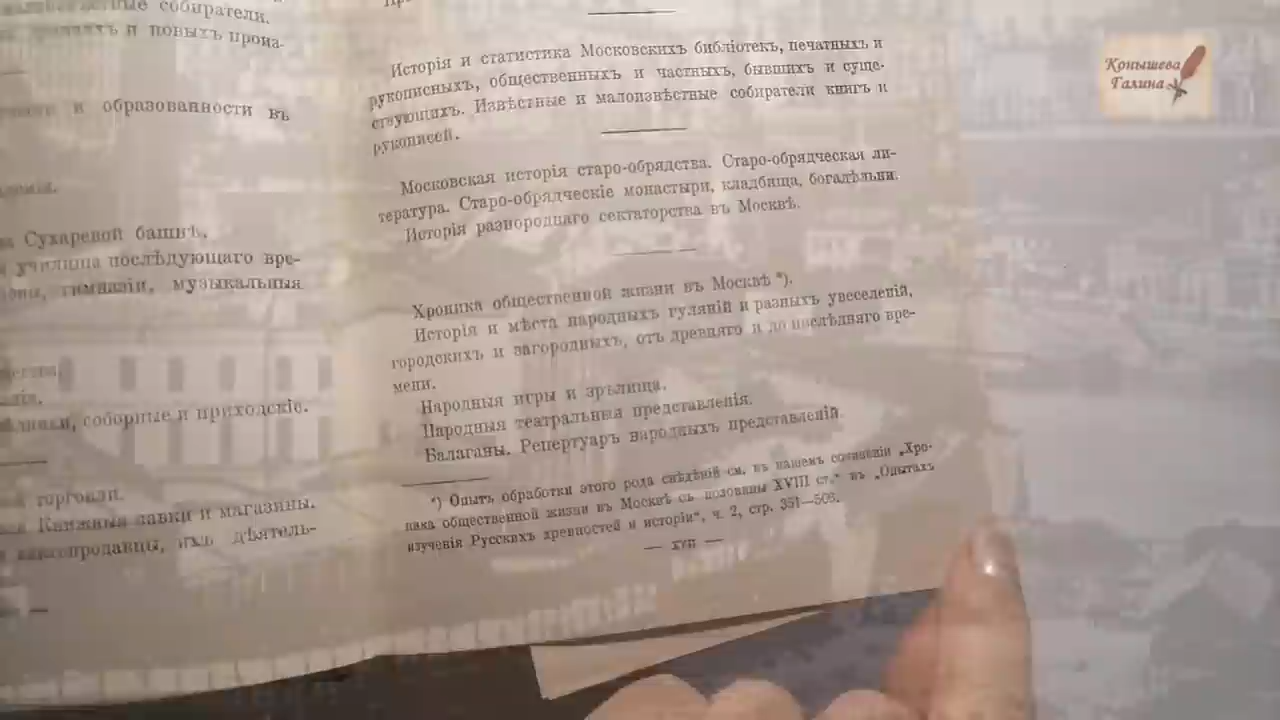 собиратели.
и новыхъ произ-
и образованности въ
Сухаревой башнѣ.
училища послѣдующаго вре-
гимназіи, музыкальныя
соборные и приходскіе.
торговли.
Книжныя лавки и магазины.
книгопродавцы, ихъ дѣятель-
Исторія и статистика Московскихъ библіотекъ, печатныхъ и
рукописныхъ, общественныхъ и частныхъ, бывшихъ и суще-
ствующихъ. Извѣстные и малоизвѣстные собиратели книгъ и
рукописей.
Московская исторія старо-обрядства. Старо-обрядческая ли-
тература. Старо-обрядческіе монастыри, кладбища, богадѣльни.
Исторія разнороднаго сектаторства въ Москвѣ.
Хроника общественной жизни въ Москвѣ *).
Исторія и мѣста народныхъ гуляній и разныхъ увеселеній,
городскихъ и загородныхъ, отъ древняго и до послѣдняго вре-
мени.
Народныя игры и зрѣлища.
Народныя театральныя представленія.
Балаганы. Репертуаръ народныхъ представленій.
*) Опытъ обработки этого рода свѣдѣній см. въ нашемъ сочиненіи „Хро-
ника общественной жизни въ Москвѣ съ половины XVIII ст.“ въ „Опытахъ
изученія Русскихъ древностей и исторіи“, ч. 2, стр. 351—506.
— XVII —
Конышева
Галина